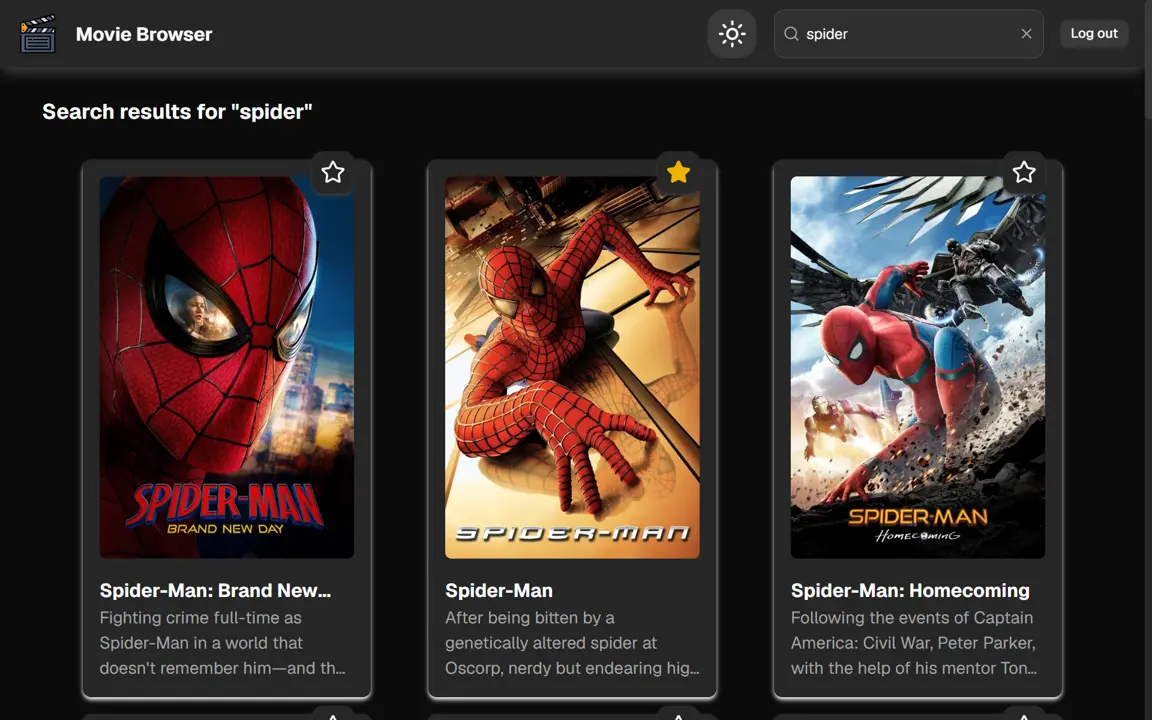 Movie Browser
spider
Log out
Search results for "spider"
SPIDER-MAN
BRAND NEW DAY
SPIDER-MAN
SPIDER-MAN
HOMECOMING
Spider-Man: Brand New...
Fighting crime full-time as
Spider-Man in a world that
doesn't remember him—and th...
Spider-Man
After being bitten by a
genetically altered spider at
Oscorp, nerdy but endearing hig...
Spider-Man: Homecoming
Following the events of Captain
America: Civil War, Peter Parker,
with the help of his mentor Ton...